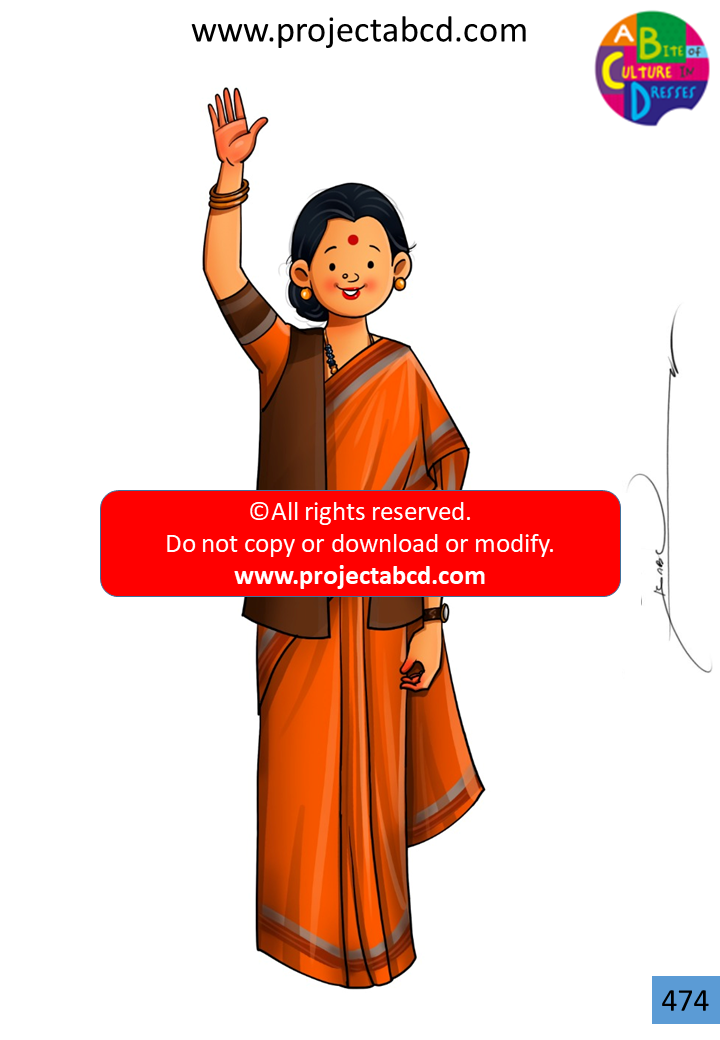 www.projectabcd.com
A BITE OF
CULTURE IN
DRESSES
©All rights reserved.
Do not copy or download or modify.
www.projectabcd.com
474